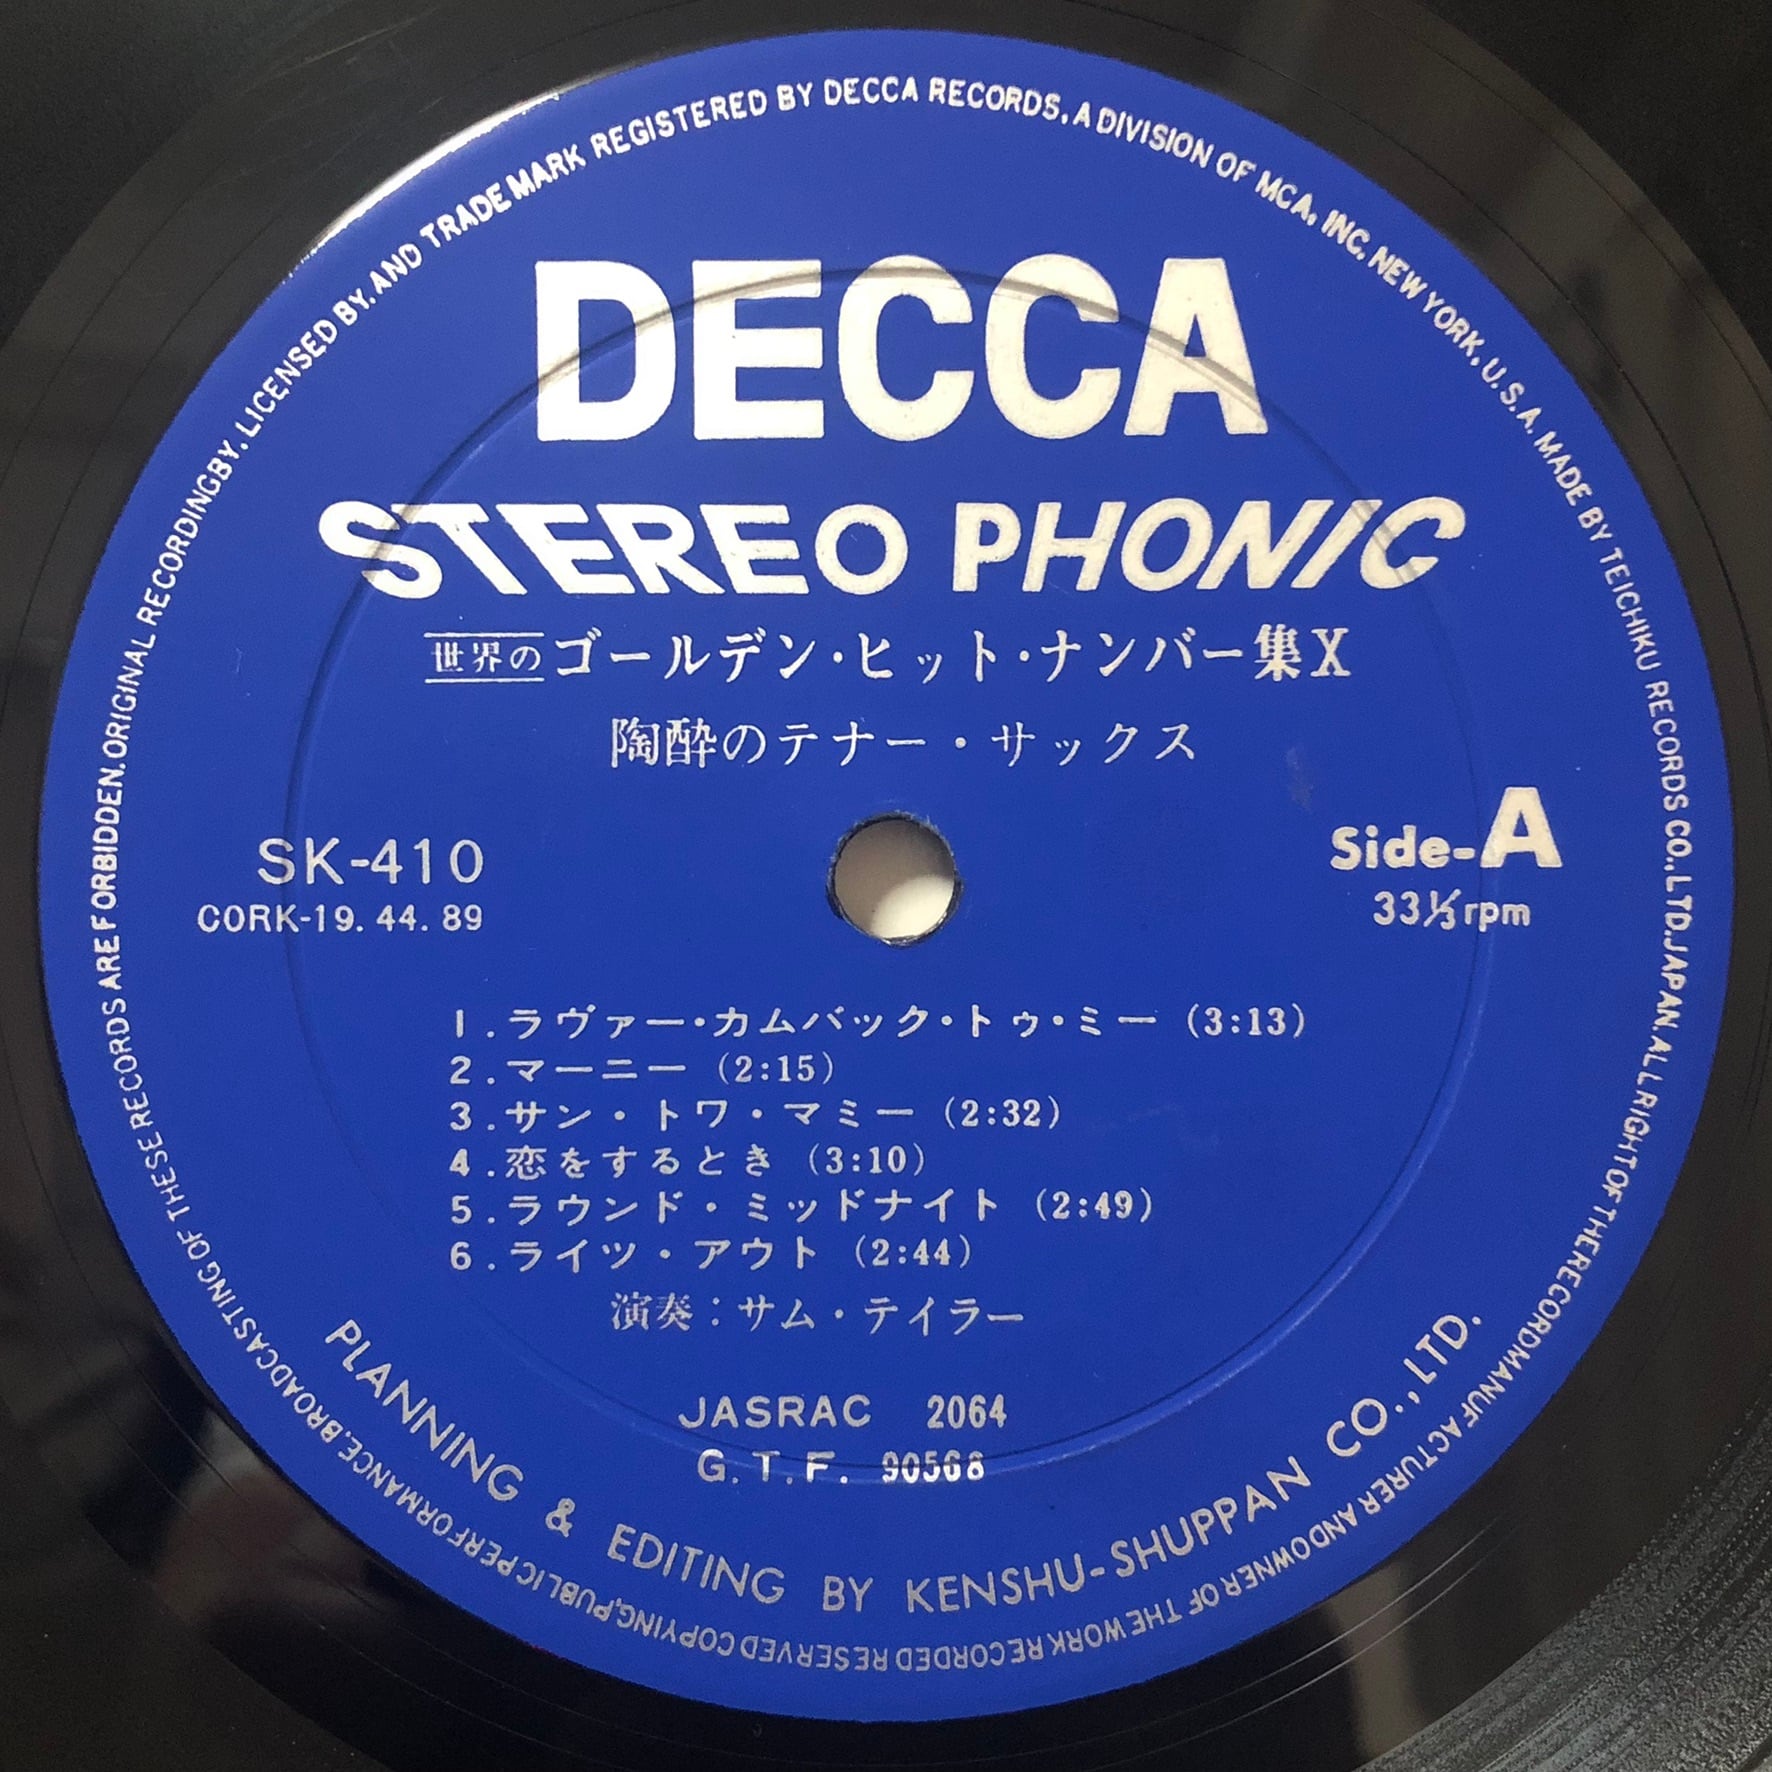 DECCA
STEREO PHONIC
世界のゴールデン・ヒット・ナンバー集X
陶酔のテナー・サックス
SK-410
CORK-19. 44. 89
Side-A
33⅓rpm
1.ラヴァー・カムバック・トゥ・ミー (3:13)
2.マーニー (2:15)
3.サン・トワ・マミー (2:32)
4.恋をするとき (3:10)
5.ラウンド・ミッドナイト (2:49)
6.ライツ・アウト (2:44)
演奏：サム・テイラー
JASRAC 2064
G.T.F. 90568
PLANNING & EDITING BY KENSHU-SHUPPAN CO.,LTD.
ORIGINAL RECORDINGBY. LICENSED BY. AND TRADE MARK REGISTERED BY DECCA RECORDS. A DIVISION OF MCA. INC. NEW YORK. U.S.A. MADE BY TEICHIKU RECORDS CO.,LTD.JAPAN. ALL RIGHT OF THE RECORD MANUFACTURER AND OWNER OF THE WORK RECORDED RESERVED COPYING,PUBLIC PERFORMANCE.BROADCASTING OF THESE RECORDS ARE FORBIDDEN.